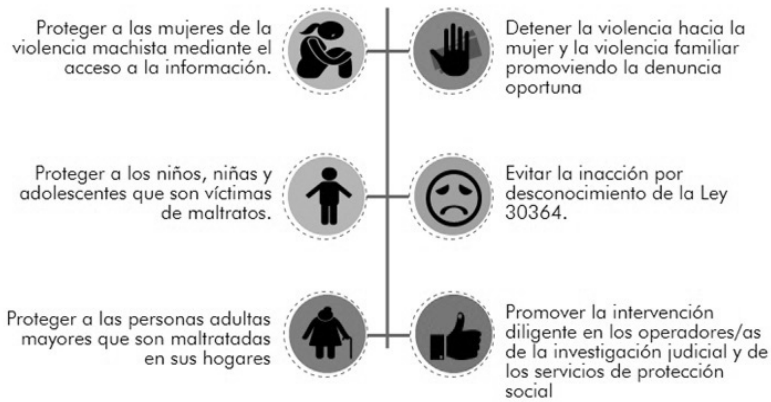 Proteger a las mujeres de la
violencia machista mediante el
acceso a la información.
Detener la violencia hacia la
mujer y la violencia familiar
promoviendo la denuncia
oportuna
Proteger a los niños, niñas y
adolescentes que son víctimas
de maltratos.
Evitar la inacción por
desconocimiento de la Ley
30364.
Proteger a las personas adultas
mayores que son maltratadas
en sus hogares
Promover la intervención
diligente en los operadores/as
de la investigación judicial y de
los servicios de protección
social